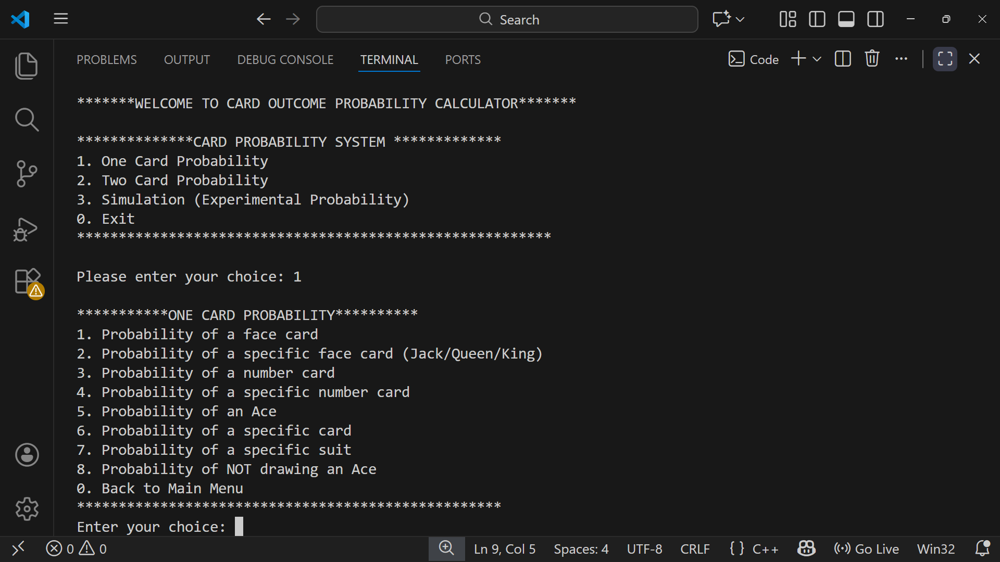 Search
PROBLEMS OUTPUT DEBUG CONSOLE TERMINAL PORTS Code
*******WELCOME TO CARD OUTCOME PROBABILITY CALCULATOR*******
**************CARD PROBABILITY SYSTEM *************
1. One Card Probability
2. Two Card Probability
3. Simulation (Experimental Probability)
0. Exit
*********************************************************
Please enter your choice: 1
***********ONE CARD PROBABILITY**********
1. Probability of a face card
2. Probability of a specific face card (Jack/Queen/King)
3. Probability of a number card
4. Probability of a specific number card
5. Probability of an Ace
6. Probability of a specific card
7. Probability of a specific suit
8. Probability of NOT drawing an Ace
0. Back to Main Menu
***************************************************
Enter your choice:
0 0 Ln 9, Col 5 Spaces: 4 UTF-8 CRLF {} C++ Go Live Win32